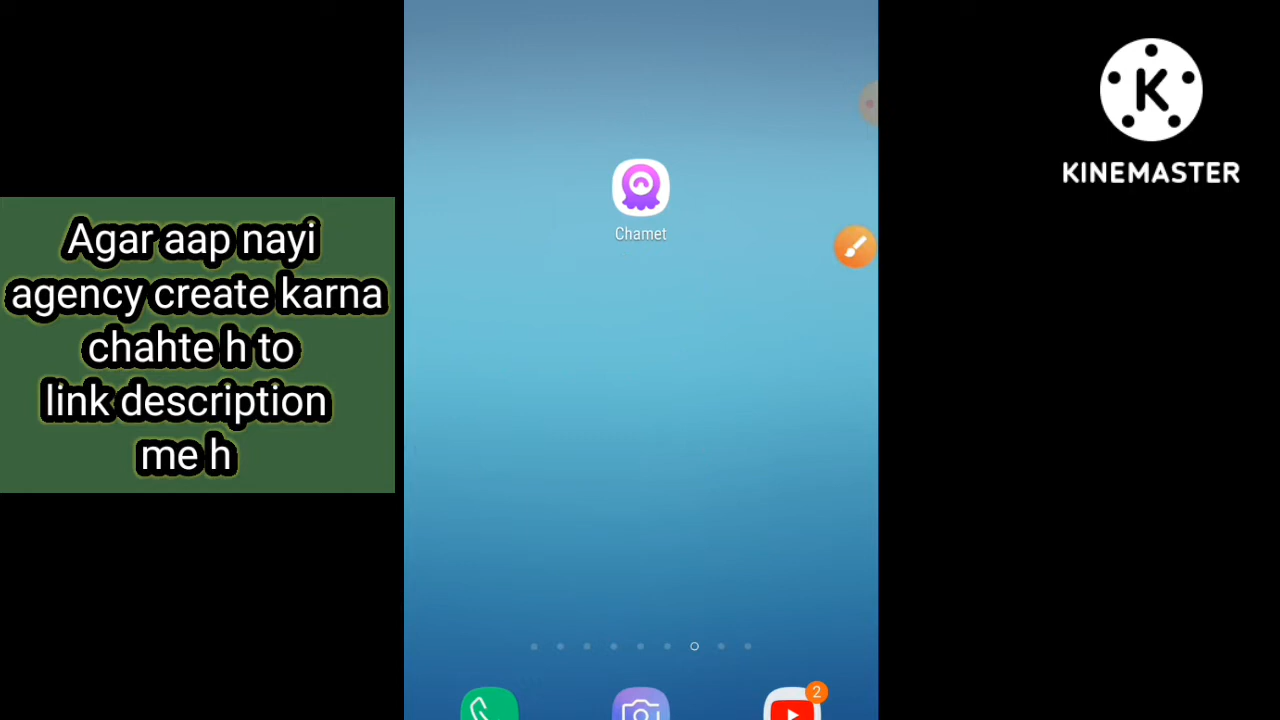 Agar aap nayi
agency create karna
chahte h to
link description
me h
Chamet
2
K
KINEMASTER